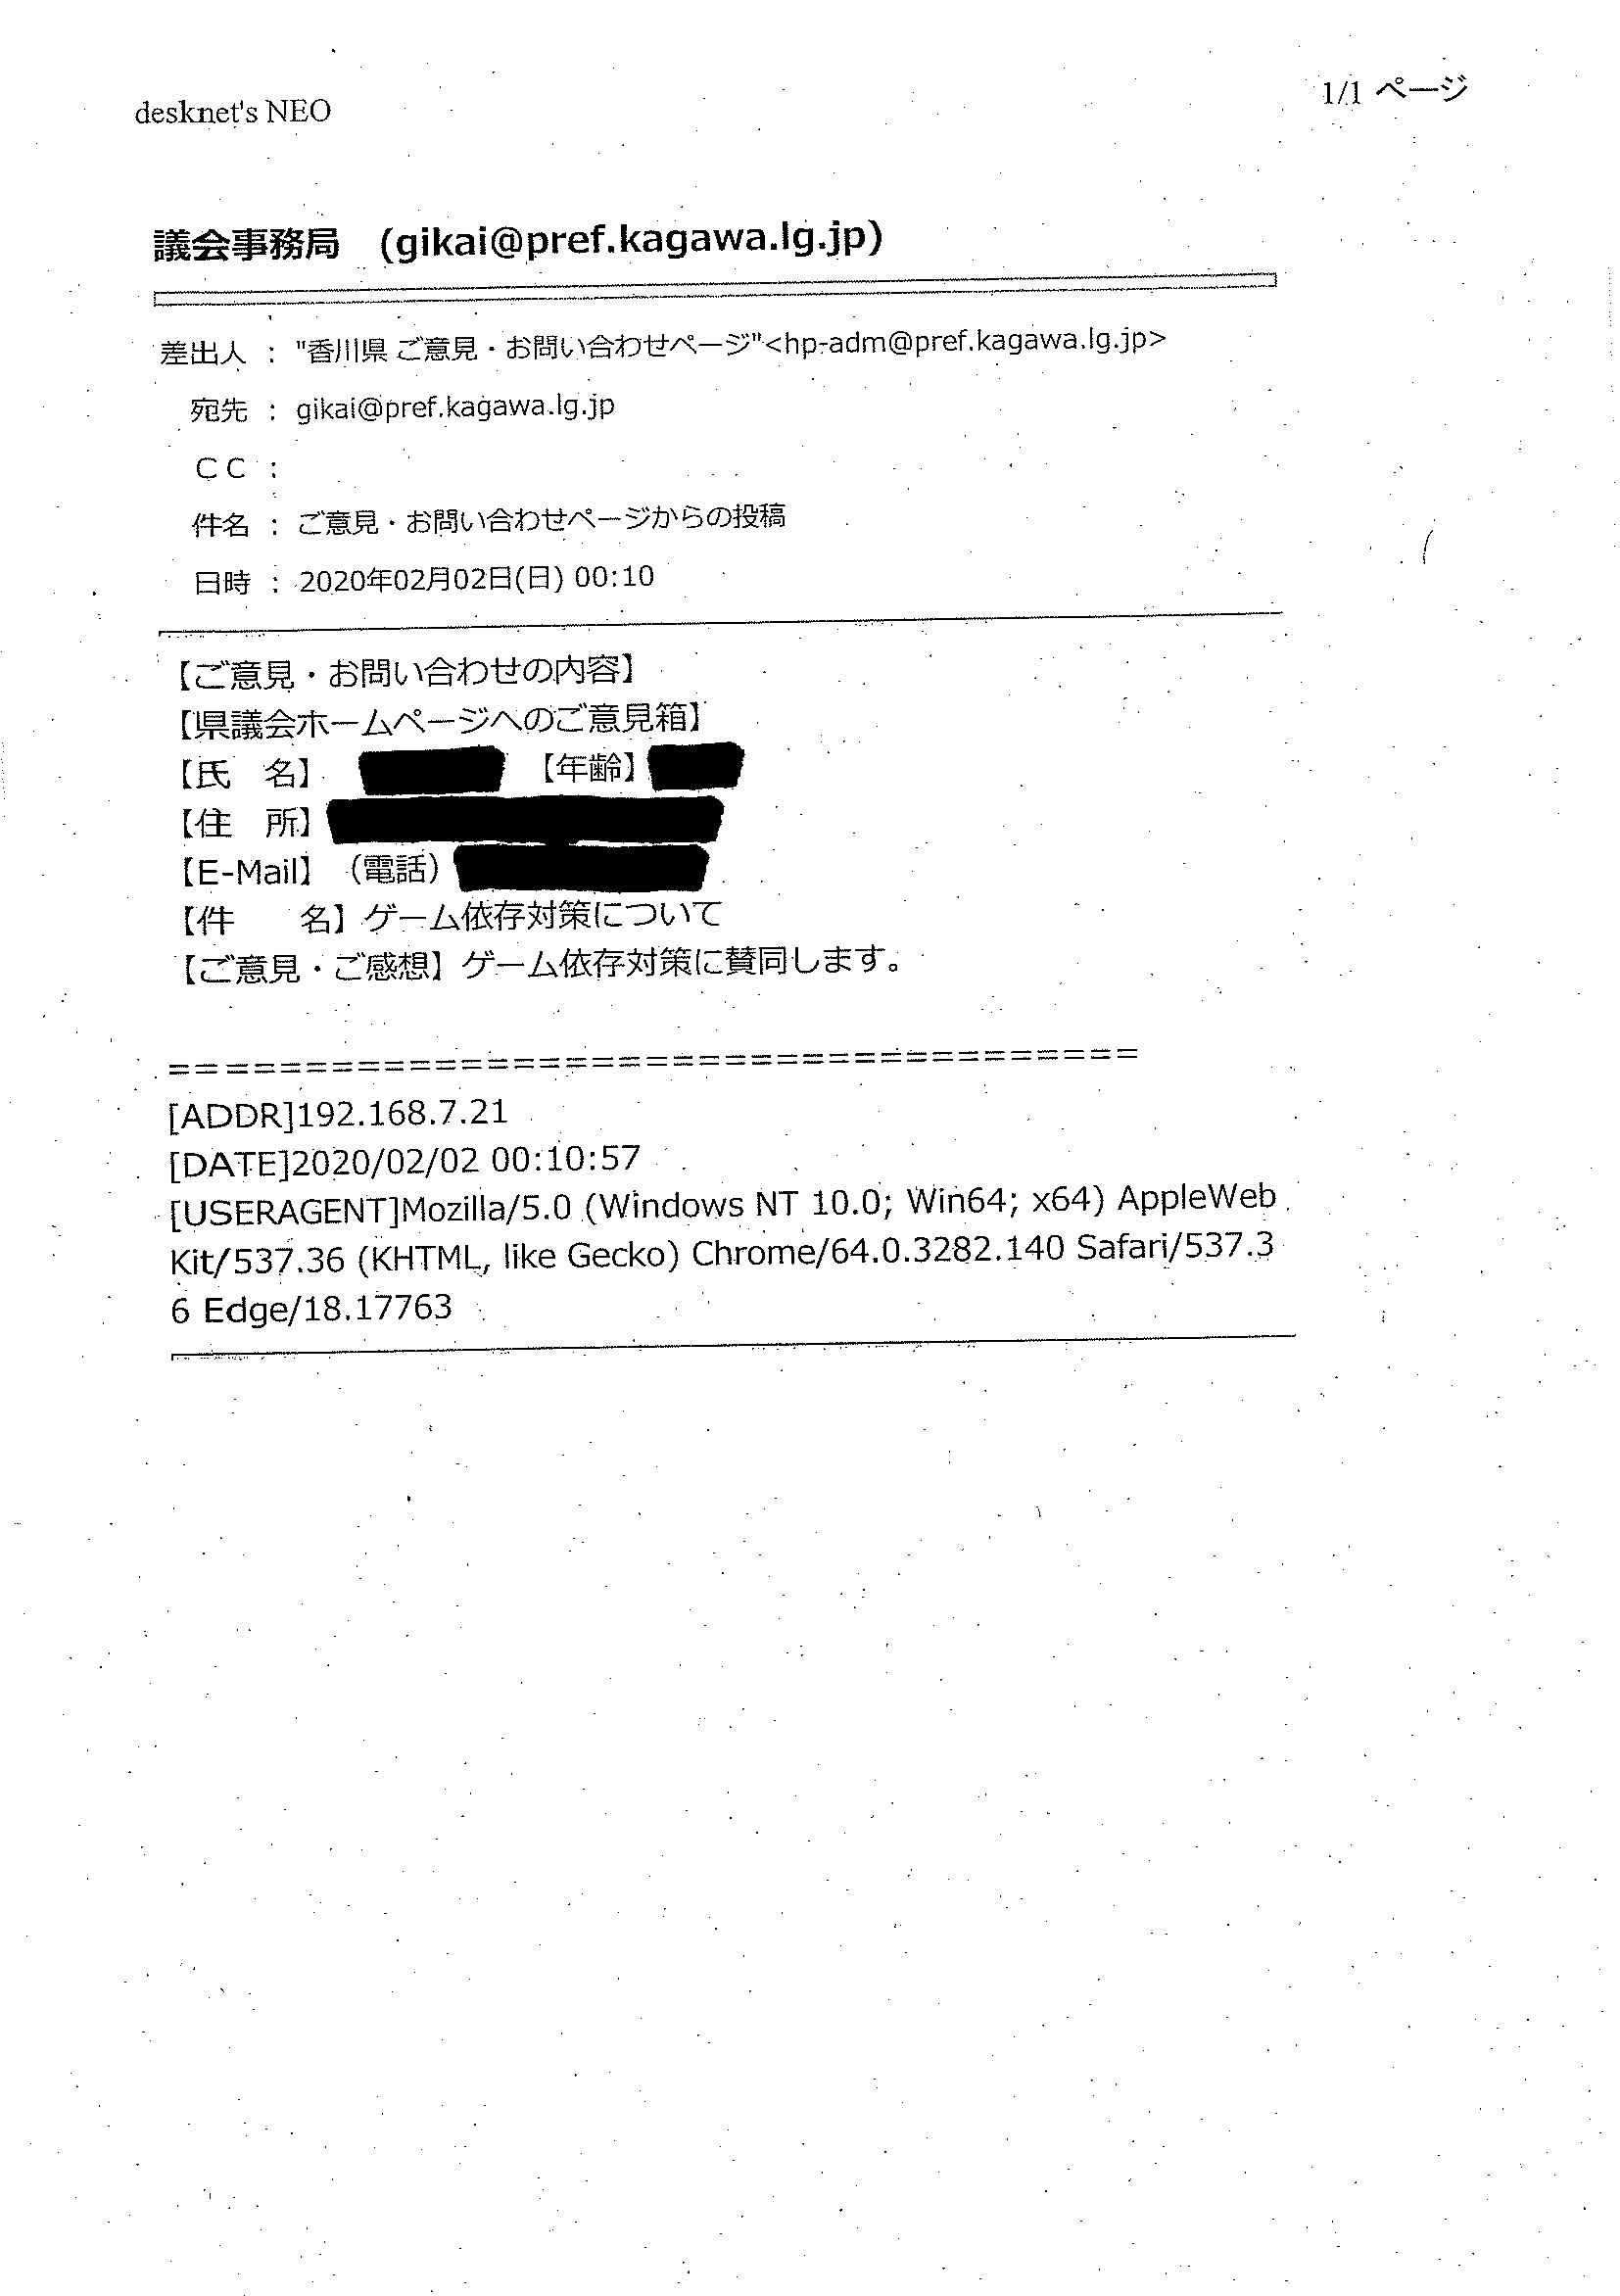 desknet's NEO
1/1 ページ
議会事務局　(gikai@pref.kagawa.lg.jp)
差出人 : "香川県 ご意見・お問い合わせページ"<hp-adm@pref.kagawa.lg.jp>
宛先 : gikai@pref.kagawa.lg.jp
ＣＣ :
件名 : ご意見・お問い合わせページからの投稿
日時 : 2020年02月02日(日) 00:10
【ご意見・お問い合わせの内容】
【県議会ホームページへのご意見箱】
【氏　名】　【年齢】
【住　所】
【E-Mail】（電話）
【件　　名】ゲーム依存対策について
【ご意見・ご感想】ゲーム依存対策に賛同します。
====================================
[ADDR]192.168.7.21
[DATE]2020/02/02 00:10:57
[USERAGENT]Mozilla/5.0 (Windows NT 10.0; Win64; x64) AppleWeb
Kit/537.36 (KHTML, like Gecko) Chrome/64.0.3282.140 Safari/537.3
6 Edge/18.17763